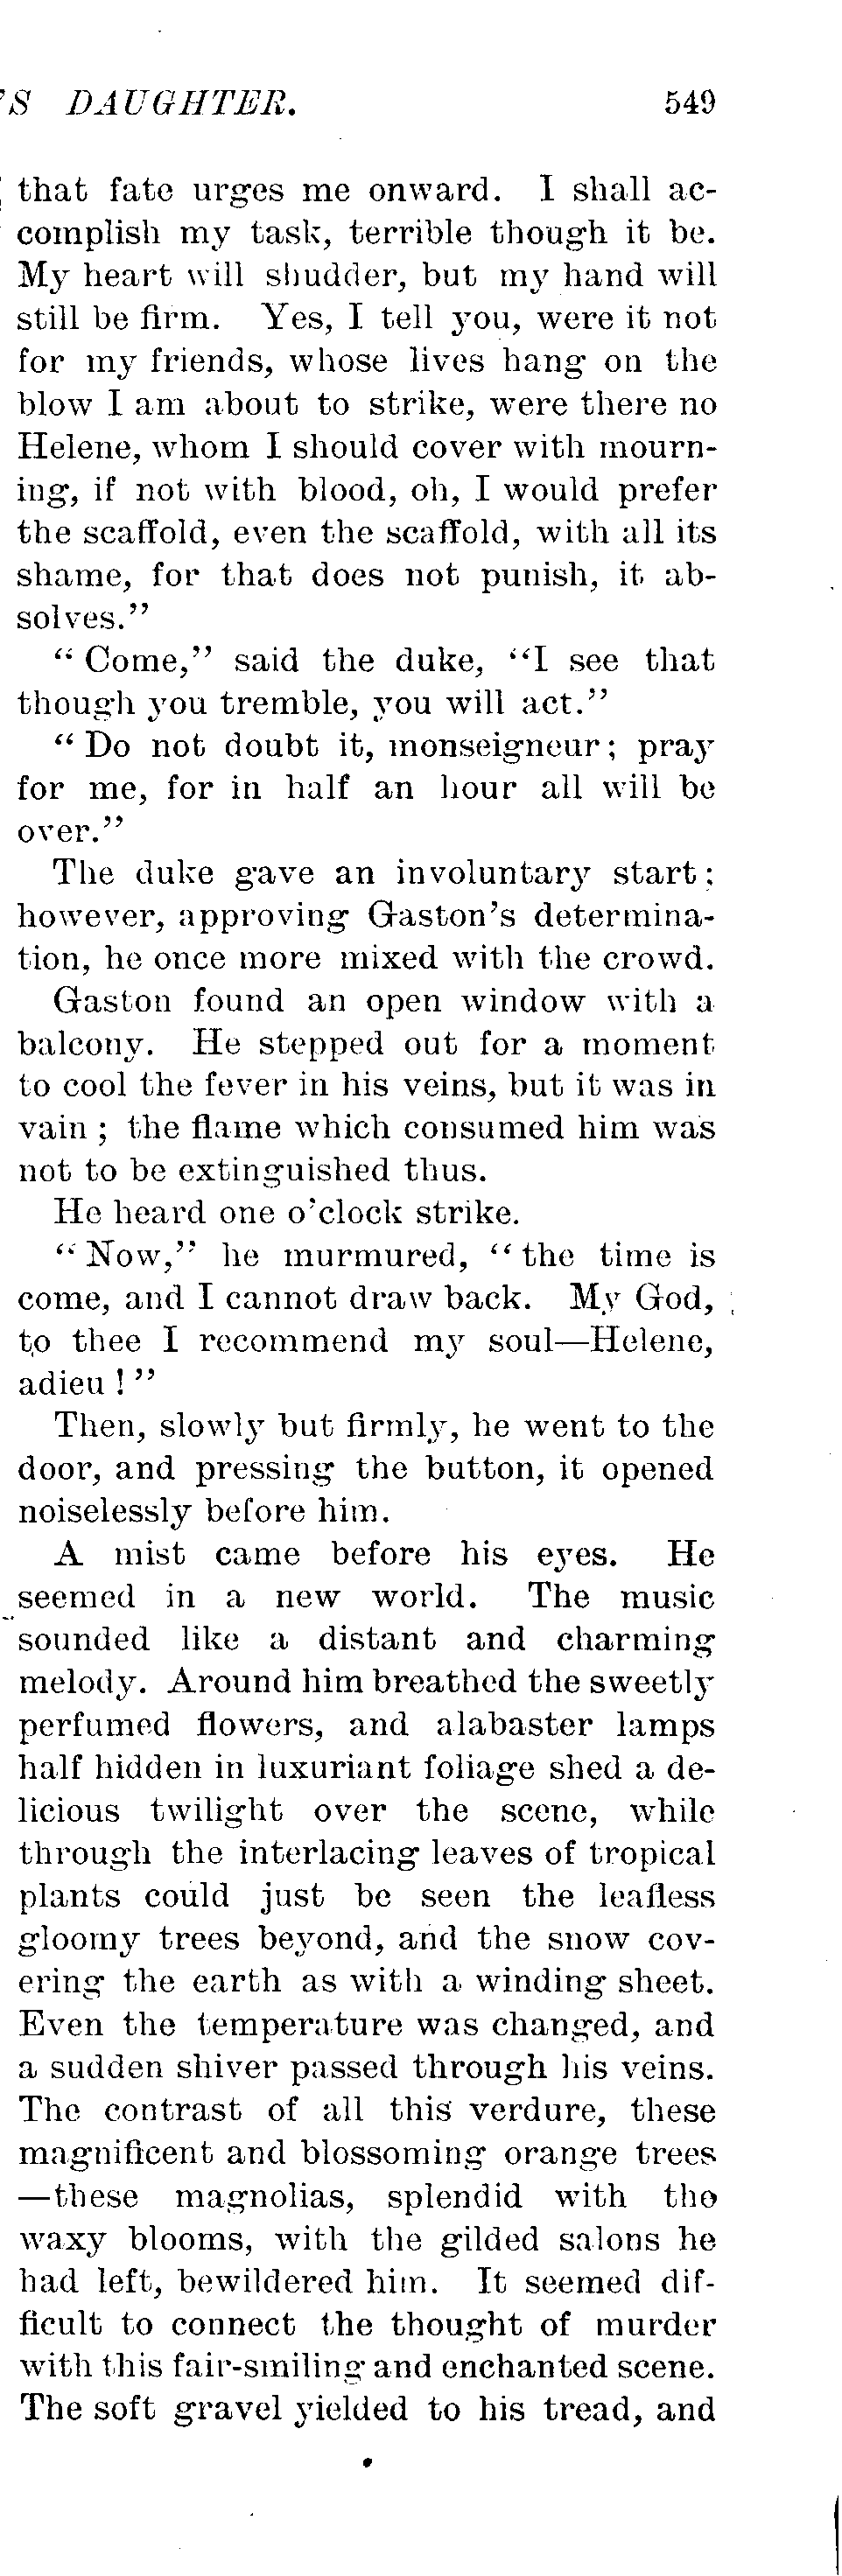 'S DAUGHTER. 549
that fate urges me onward. I shall ac-
complish my task, terrible though it be.
My heart will shudder, but my hand will
still be firm. Yes, I tell you, were it not
for my friends, whose lives hang on the
blow I am about to strike, were there no
Helene, whom I should cover with mourn-
ing, if not with blood, oh, I would prefer
the scaffold, even the scaffold, with all its
shame, for that does not punish, it ab-
solves."
"Come," said the duke, "I see that
though you tremble, you will act."
"Do not doubt it, monseigneur; pray
for me, for in half an hour all will be
over."
The duke gave an involuntary start;
however, approving Gaston's determina-
tion, he once more mixed with the crowd.
Gaston found an open window with a
balcony. He stepped out for a moment
to cool the fever in his veins, but it was in
vain; the flame which consumed him was
not to be extinguished thus.
He heard one o'clock strike.
"Now," he murmured, "the time is
come, and I cannot draw back. My God,
to thee I recommend my soul—Helene,
adieu!"
Then, slowly but firmly, he went to the
door, and pressing the button, it opened
noiselessly before him.
A mist came before his eyes. He
seemed in a new world. The music
sounded like a distant and charming
melody. Around him breathed the sweetly
perfumed flowers, and alabaster lamps
half hidden in luxuriant foliage shed a de-
licious twilight over the scene, while
through the interlacing leaves of tropical
plants could just be seen the leafless
gloomy trees beyond, and the snow cov-
ering the earth as with a winding sheet.
Even the temperature was changed, and
a sudden shiver passed through his veins.
The contrast of all this verdure, these
magnificent and blossoming orange trees
—these magnolias, splendid with the
waxy blooms, with the gilded salons he
had left, bewildered him. It seemed dif-
ficult to connect the thought of murder
with this fair-smiling and enchanted scene.
The soft gravel yielded to his tread, and